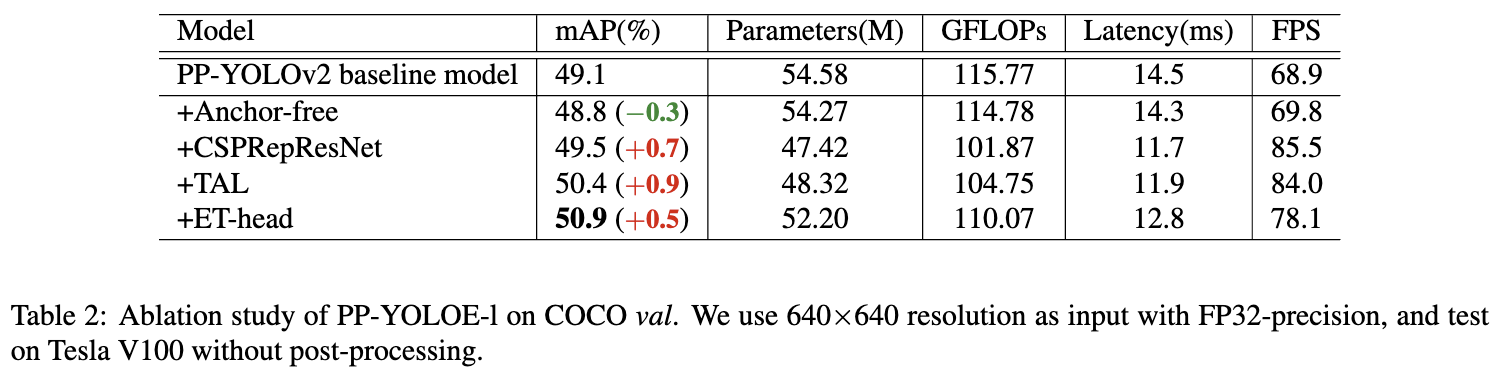 Model mAP(%) Parameters(M) GFLOPs Latency(ms) FPS
PP-YOLOv2 baseline model 49.1 54.58 115.77 14.5 68.9
+Anchor-free 48.8 (−0.3) 54.27 114.78 14.3 69.8
+CSPRepResNet 49.5 (+0.7) 47.42 101.87 11.7 85.5
+TAL 50.4 (+0.9) 48.32 104.75 11.9 84.0
+ET-head 50.9 (+0.5) 52.20 110.07 12.8 78.1
Table 2: Ablation study of PP-YOLOE-l on COCO val. We use 640×640 resolution as input with FP32-precision, and test
on Tesla V100 without post-processing.